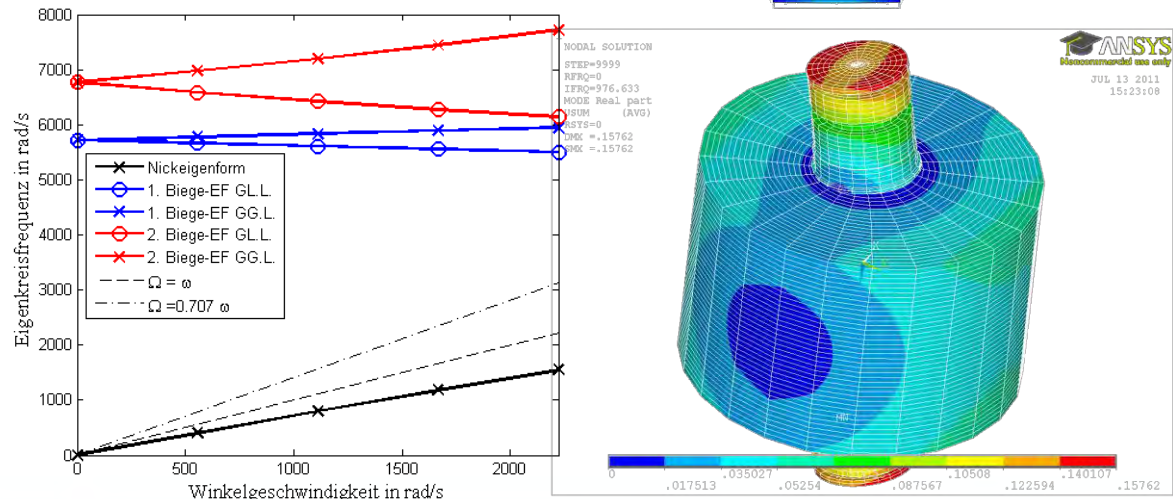 8000
7000
6000
5000
4000
3000
2000
1000
0
0
500
1000
1500
2000
Eigenkreisfrequenz in rad/s
Winkelgeschwindigkeit in rad/s
Nickeigenform
1. Biege-EF GL.L.
1. Biege-EF GG.L.
2. Biege-EF GL.L.
2. Biege-EF GG.L.
Ω = ω
Ω =0.707 ω
NODAL SOLUTION
STEP=9999
RFRQ=0
IFRQ=976.633
MODE Real part
USUM (AVG)
RSYS=0
DMX =.15762
SMX =.15762
ANSYS
Noncommercial use only
JUL 13 2011
15:23:08
X
MN
0
.035027
.10508
.140107
.017513
.05254
.087567
.122594
.15762